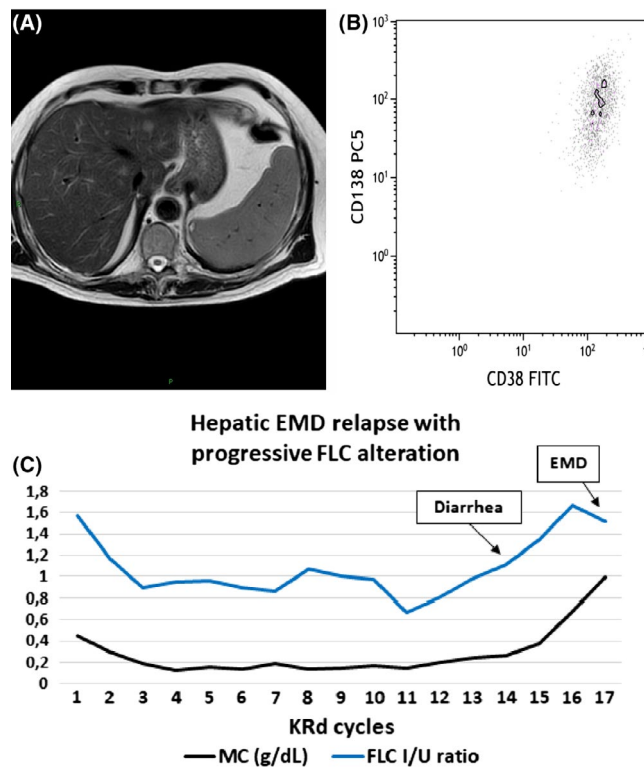 (A)
P
(B)
CD138 PC5
10³
10²
10¹
10⁰
10⁰ 10¹ 10² 10³
CD38 FITC
Hepatic EMD relapse with
progressive FLC alteration
(C)
1,8
1,6
1,4
1,2
1
0,8
0,6
0,4
0,2
0
Diarrhea
EMD
1 2 3 4 5 6 7 8 9 10 11 12 13 14 15 16 17
KRd cycles
MC (g/dL) FLC I/U ratio